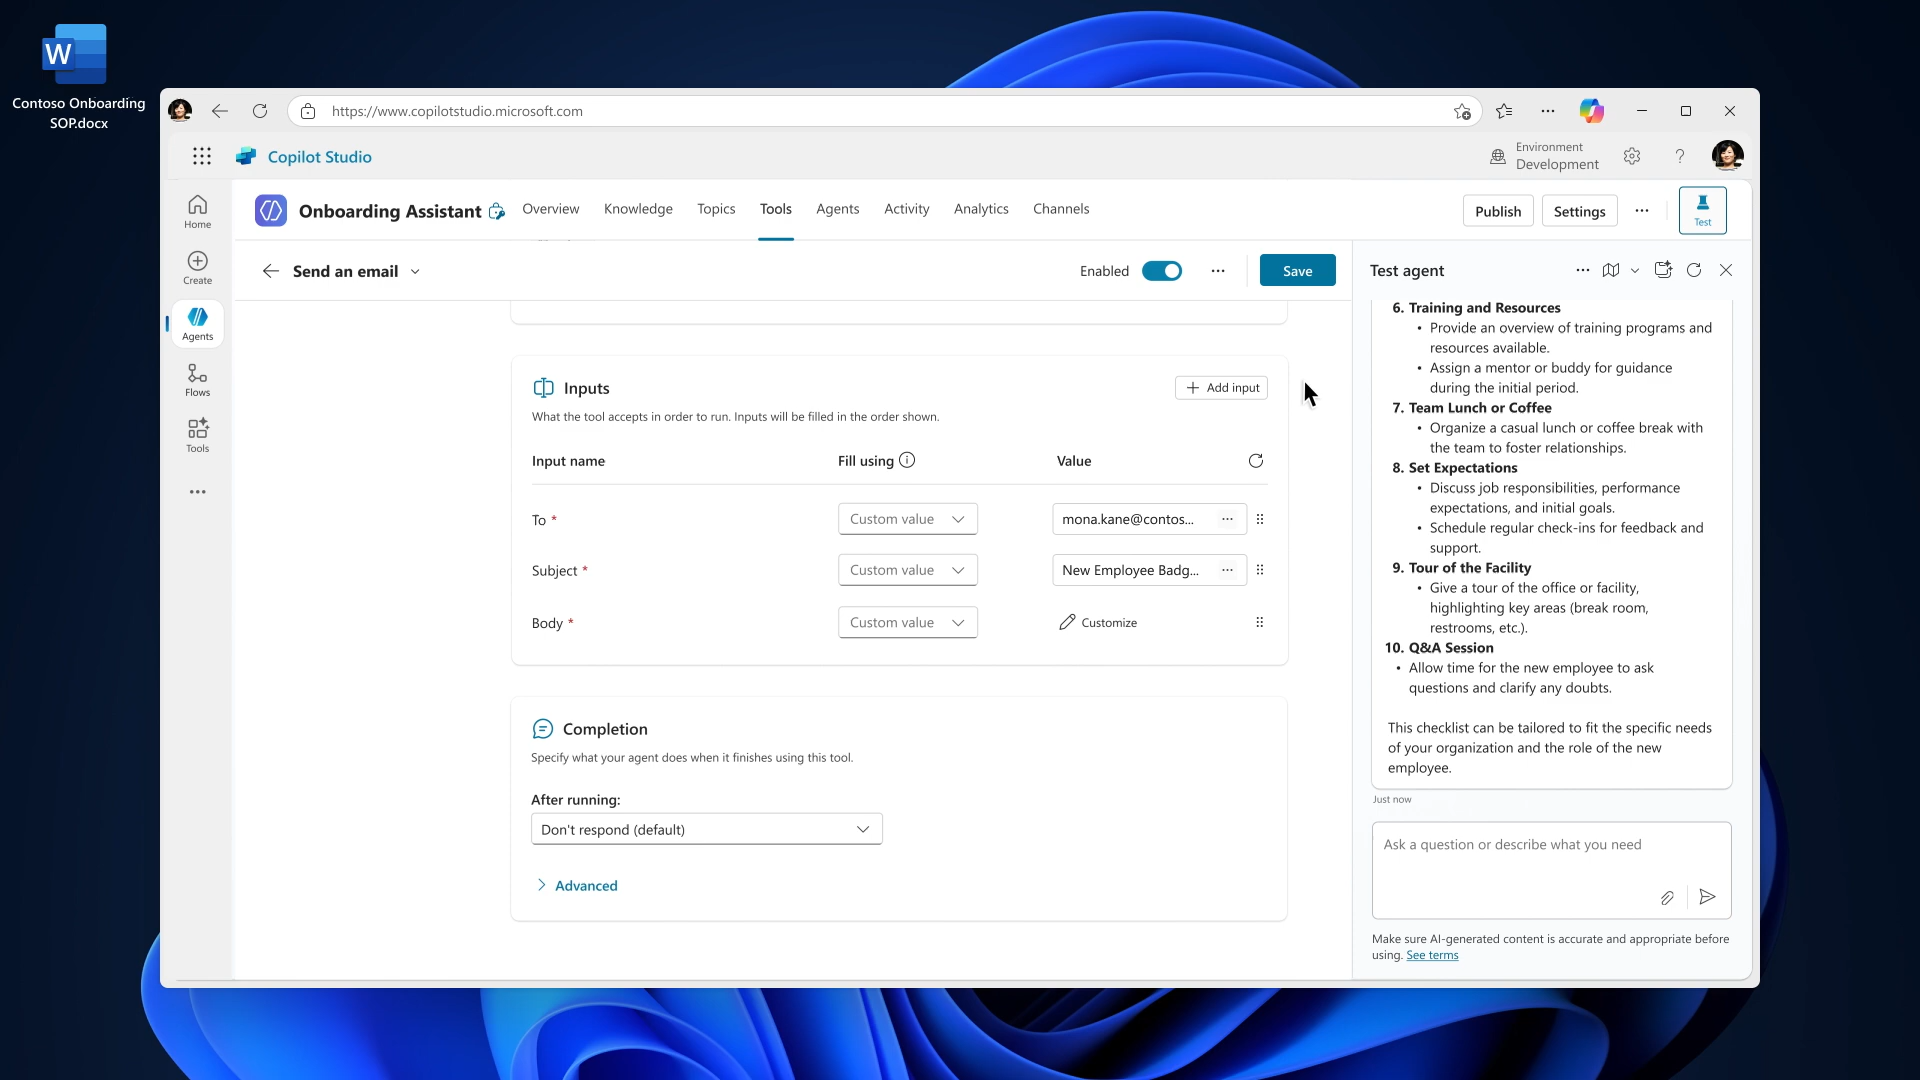 W
Contoso Onboarding
SOP.docx
https://www.copilotstudio.microsoft.com
Copilot Studio
Environment
Development
?
Home
Create
Agents
Flows
Tools
Onboarding Assistant
Overview
Knowledge
Topics
Tools
Agents
Activity
Analytics
Channels
Publish
Settings
Test
Send an email
Enabled
Save
Inputs
Add input
What the tool accepts in order to run. Inputs will be filled in the order shown.
Input name
Fill using
Value
To *
Custom value
mona.kane@contos...
Subject *
Custom value
New Employee Badg...
Body *
Custom value
Customize
Completion
Specify what your agent does when it finishes using this tool.
After running:
Don't respond (default)
Advanced
Test agent
6. Training and Resources
• Provide an overview of training programs and
resources available.
• Assign a mentor or buddy for guidance
during the initial period.
7. Team Lunch or Coffee
• Organize a casual lunch or coffee break with
the team to foster relationships.
8. Set Expectations
• Discuss job responsibilities, performance
expectations, and initial goals.
• Schedule regular check-ins for feedback and
support.
9. Tour of the Facility
• Give a tour of the office or facility,
highlighting key areas (break room,
restrooms, etc.).
10. Q&A Session
• Allow time for the new employee to ask
questions and clarify any doubts.
This checklist can be tailored to fit the specific needs
of your organization and the role of the new
employee.
Just now
Ask a question or describe what you need
Make sure AI-generated content is accurate and appropriate before
using. See terms